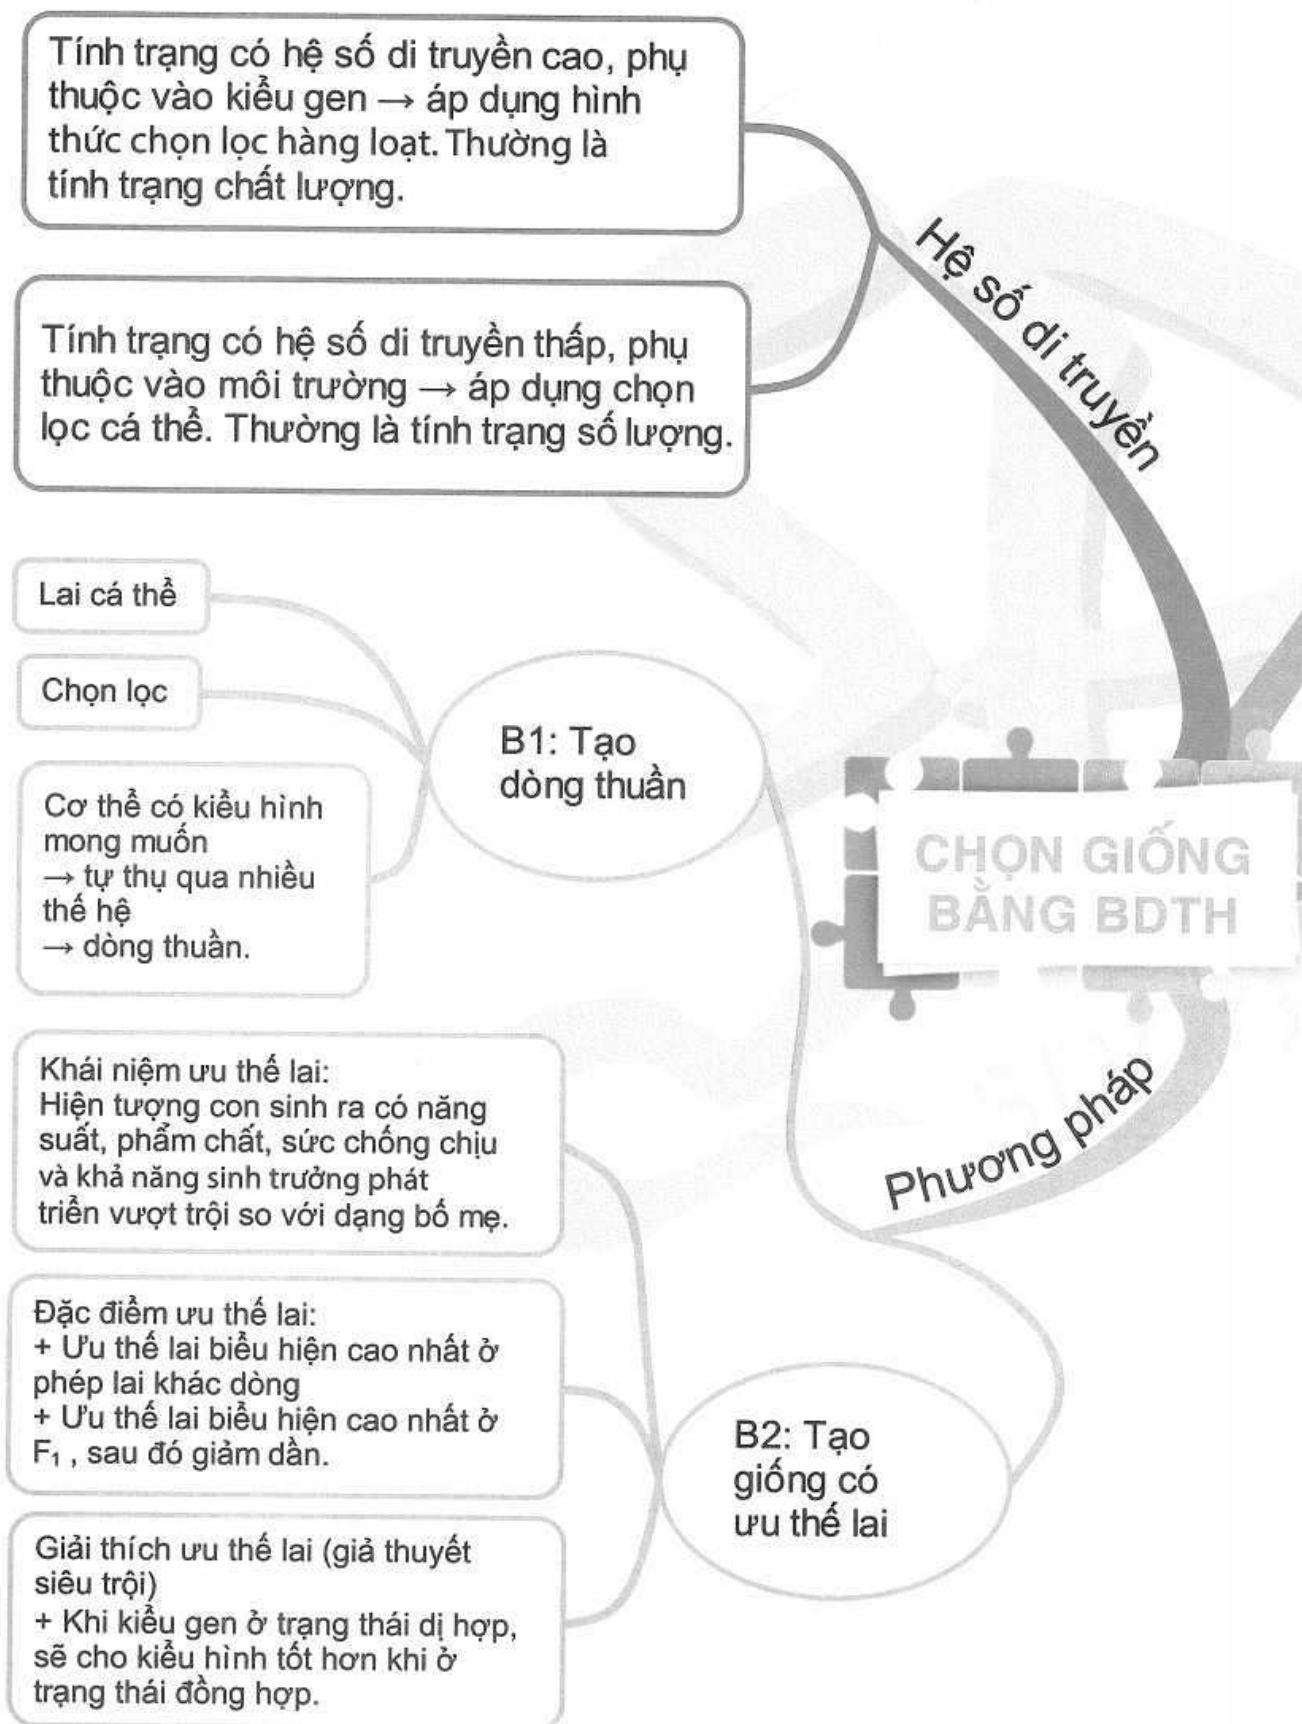 Tính trạng có hệ số di truyền cao, phụ
thuộc vào kiểu gen → áp dụng hình
thức chọn lọc hàng loạt. Thường là
tính trạng chất lượng.
Hệ số di truyền
Tính trạng có hệ số di truyền thấp, phụ
thuộc vào môi trường → áp dụng chọn
lọc cá thể. Thường là tính trạng số lượng.
Lai cá thể
Chọn lọc
B1: Tạo
dòng thuần
Cơ thể có kiểu hình
mong muốn
→ tự thụ qua nhiều
thế hệ
→ dòng thuần.
CHỌN GIỐNG
BẰNG BDTH
Phương pháp
Khái niệm ưu thế lai:
Hiện tượng con sinh ra có năng
suất, phẩm chất, sức chống chịu
và khả năng sinh trưởng phát
triển vượt trội so với dạng bố mẹ.
Đặc điểm ưu thế lai:
+ Ưu thế lai biểu hiện cao nhất ở
phép lai khác dòng
+ Ưu thế lai biểu hiện cao nhất ở
F₁ , sau đó giảm dần.
B2: Tạo
giống có
ưu thế lai
Giải thích ưu thế lai (giả thuyết
siêu trội)
+ Khi kiểu gen ở trạng thái dị hợp,
sẽ cho kiểu hình tốt hơn khi ở
trạng thái đồng hợp.